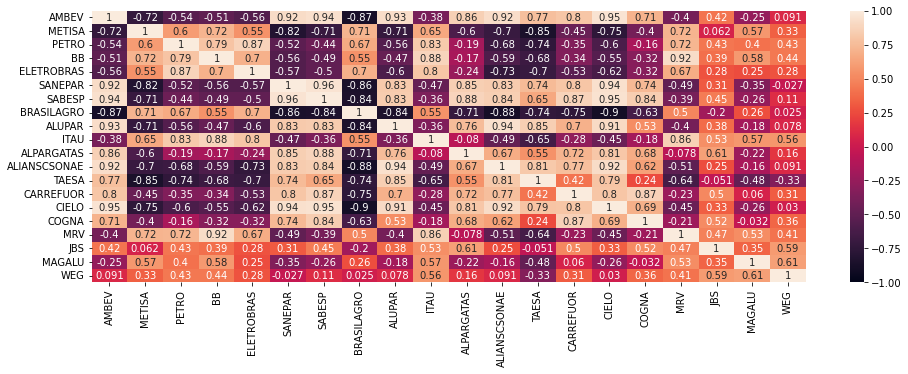 AMBEV 1 -0.72 -0.54 -0.51 -0.56 0.92 0.94 -0.87 0.93 -0.38 0.86 0.92 0.77 0.8 0.95 0.71 -0.4 0.42 -0.25 0.091
METISA -0.72 1 0.6 0.72 0.55 -0.82 -0.71 0.71 -0.71 0.65 -0.6 -0.7 -0.85 -0.45 -0.75 -0.4 0.72 0.062 0.57 0.33
PETRO -0.54 0.6 1 0.79 0.87 -0.52 -0.44 0.67 -0.56 0.83 -0.19 -0.68 -0.74 -0.35 -0.6 -0.16 0.72 0.43 0.4 0.43
BB -0.51 0.72 0.79 1 0.7 -0.56 -0.49 0.55 -0.47 0.88 -0.17 -0.59 -0.68 -0.34 -0.55 -0.32 0.92 0.39 0.58 0.44
ELETROBRAS -0.56 0.55 0.87 0.7 1 -0.57 -0.5 0.7 -0.6 0.8 -0.24 -0.73 -0.7 -0.53 -0.62 -0.32 0.67 0.28 0.25 0.28
SANEPAR 0.92 -0.82 -0.52 -0.56 -0.57 1 0.96 -0.86 0.83 -0.47 0.85 0.83 0.74 0.8 0.94 0.74 -0.49 0.31 -0.35 -0.027
SABESP 0.94 -0.71 -0.44 -0.49 -0.5 0.96 1 -0.84 0.83 -0.36 0.88 0.84 0.65 0.87 0.95 0.84 -0.39 0.45 -0.26 0.11
BRASILAGRO -0.87 0.71 0.67 0.55 0.7 -0.86 -0.84 1 -0.84 0.55 -0.71 -0.88 -0.74 -0.75 -0.9 -0.63 0.5 -0.2 0.26 0.025
ALUPAR 0.93 -0.71 -0.56 -0.47 -0.6 0.83 0.83 -0.84 1 -0.36 0.76 0.94 0.85 0.7 0.91 0.53 -0.4 0.38 -0.18 0.078
ITAU -0.38 0.65 0.83 0.88 0.8 -0.47 -0.36 0.55 -0.36 1 -0.08 -0.49 -0.65 -0.28 -0.45 -0.18 0.86 0.53 0.57 0.56
ALPARGATAS 0.86 -0.6 -0.19 -0.17 -0.24 0.85 0.88 -0.71 0.76 -0.08 1 0.67 0.55 0.72 0.81 0.68 -0.078 0.61 -0.22 0.16
ALIANSCSONAE 0.92 -0.7 -0.68 -0.59 -0.73 0.83 0.84 -0.88 0.94 -0.49 0.67 1 0.81 0.77 0.92 0.62 -0.51 0.25 -0.16 0.091
TAESA 0.77 -0.85 -0.74 -0.68 -0.7 0.74 0.65 -0.74 0.85 -0.65 0.55 0.81 1 0.42 0.79 0.24 -0.64 -0.051 -0.48 -0.33
CARREFUOR 0.8 -0.45 -0.35 -0.34 -0.53 0.8 0.87 -0.75 0.7 -0.28 0.72 0.77 0.42 1 0.8 0.87 -0.23 0.5 0.06 0.31
CIELO 0.95 -0.75 -0.6 -0.55 -0.62 0.94 0.95 -0.9 0.91 -0.45 0.81 0.92 0.79 0.8 1 0.69 -0.45 0.33 -0.26 0.03
COGNA 0.71 -0.4 -0.16 -0.32 -0.32 0.74 0.84 -0.63 0.53 -0.18 0.68 0.62 0.24 0.87 0.69 1 -0.21 0.52 -0.032 0.36
MRV -0.4 0.72 0.72 0.92 0.67 -0.49 -0.39 0.5 -0.4 0.86 -0.078 -0.51 -0.64 -0.23 -0.45 -0.21 1 0.47 0.53 0.41
JBS 0.42 0.062 0.43 0.39 0.28 0.31 0.45 -0.2 0.38 0.53 0.61 0.25 -0.051 0.5 0.33 0.52 0.47 1 0.35 0.59
MAGALU -0.25 0.57 0.4 0.58 0.25 -0.35 -0.26 0.26 -0.18 0.57 -0.22 -0.16 -0.48 0.06 -0.26 -0.032 0.53 0.35 1 0.61
WEG 0.091 0.33 0.43 0.44 0.28 -0.027 0.11 0.025 0.078 0.56 0.16 0.091 -0.33 0.31 0.03 0.36 0.41 0.59 0.61 1
AMBEV METISA PETRO BB ELETROBRAS SANEPAR SABESP BRASILAGRO ALUPAR ITAU ALPARGATAS ALIANSCSONAE TAESA CARREFUOR CIELO COGNA MRV JBS MAGALU WEG
1.00
0.75
0.50
0.25
0.00
−0.25
−0.50
−0.75
−1.00